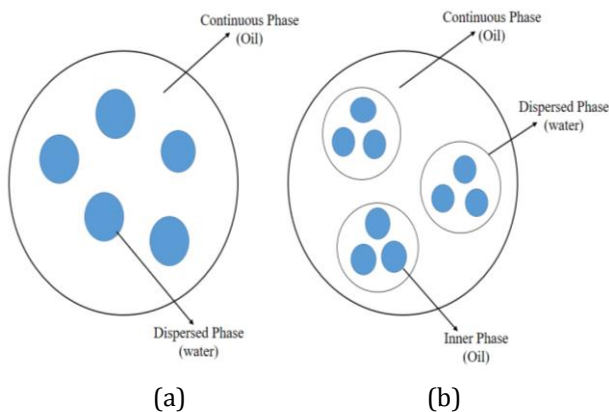 Continuous Phase
(Oil)
Dispersed Phase
(water)
(a)
Continuous Phase
(Oil)
Dispersed Phase
(water)
Inner Phase
(Oil)
(b)